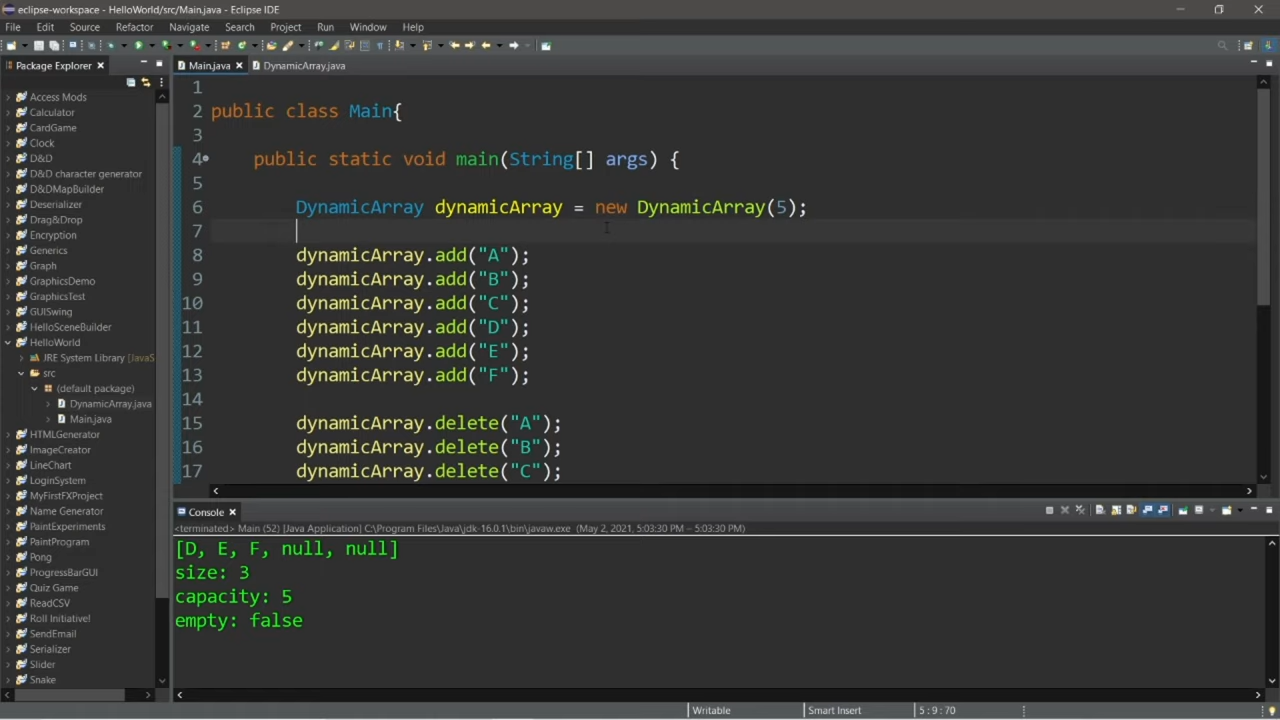 eclipse-workspace - HelloWorld/src/Main.java - Eclipse IDE
File Edit Source Refactor Navigate Search Project Run Window Help
Package Explorer
Main.java DynamicArray.java
Access Mods
Calculator
CardGame
Clock
D&D
D&D character generator
D&DMapBuilder
Deserializer
Drag&Drop
Encryption
Generics
Graph
GraphicsDemo
GraphicsTest
GUISwing
HelloSceneBuilder
HelloWorld
JRE System Library [JavaS
src
(default package)
DynamicArray.java
Main.java
HTMLGenerator
ImageCreator
LineChart
LoginSystem
MyFirstFXProject
Name Generator
PaintExperiments
PaintProgram
Pong
ProgressBarGUI
Quiz Game
ReadCSV
Roll Initiative!
SendEmail
Serializer
Slider
Snake
1
2 public class Main{
3
4 public static void main(String[] args) {
5
6 DynamicArray dynamicArray = new DynamicArray(5);
7
8 dynamicArray.add("A");
9 dynamicArray.add("B");
10 dynamicArray.add("C");
11 dynamicArray.add("D");
12 dynamicArray.add("E");
13 dynamicArray.add("F");
14
15 dynamicArray.delete("A");
16 dynamicArray.delete("B");
17 dynamicArray.delete("C");
Console
<terminated> Main (52) [Java Application] C:\Program Files\Java\jdk-16.0.1\bin\javaw.exe (May 2, 2021, 5:03:30 PM – 5:03:30 PM)
[D, E, F, null, null]
size: 3
capacity: 5
empty: false
Writable Smart Insert 5 : 9 : 70